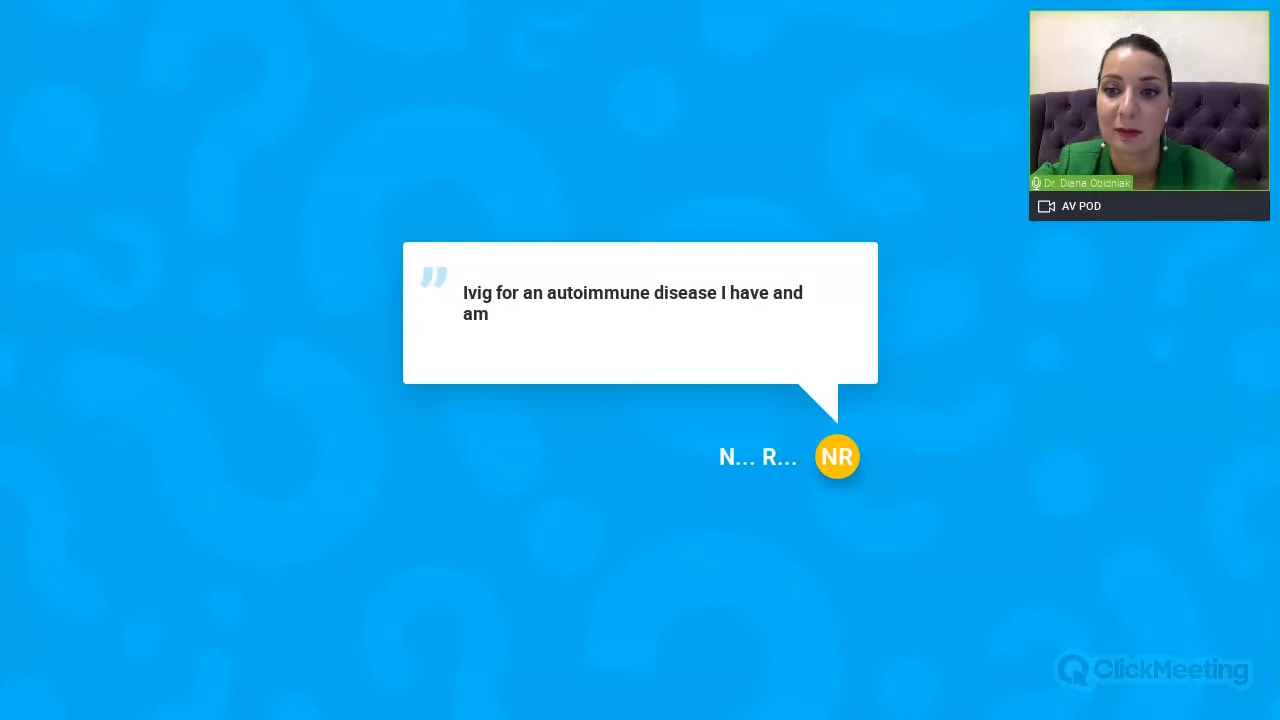 Dr. Diana Obidniak
AV POD
” Ivig for an autoimmune disease I have and
am
N... R... NR
ClickMeeting